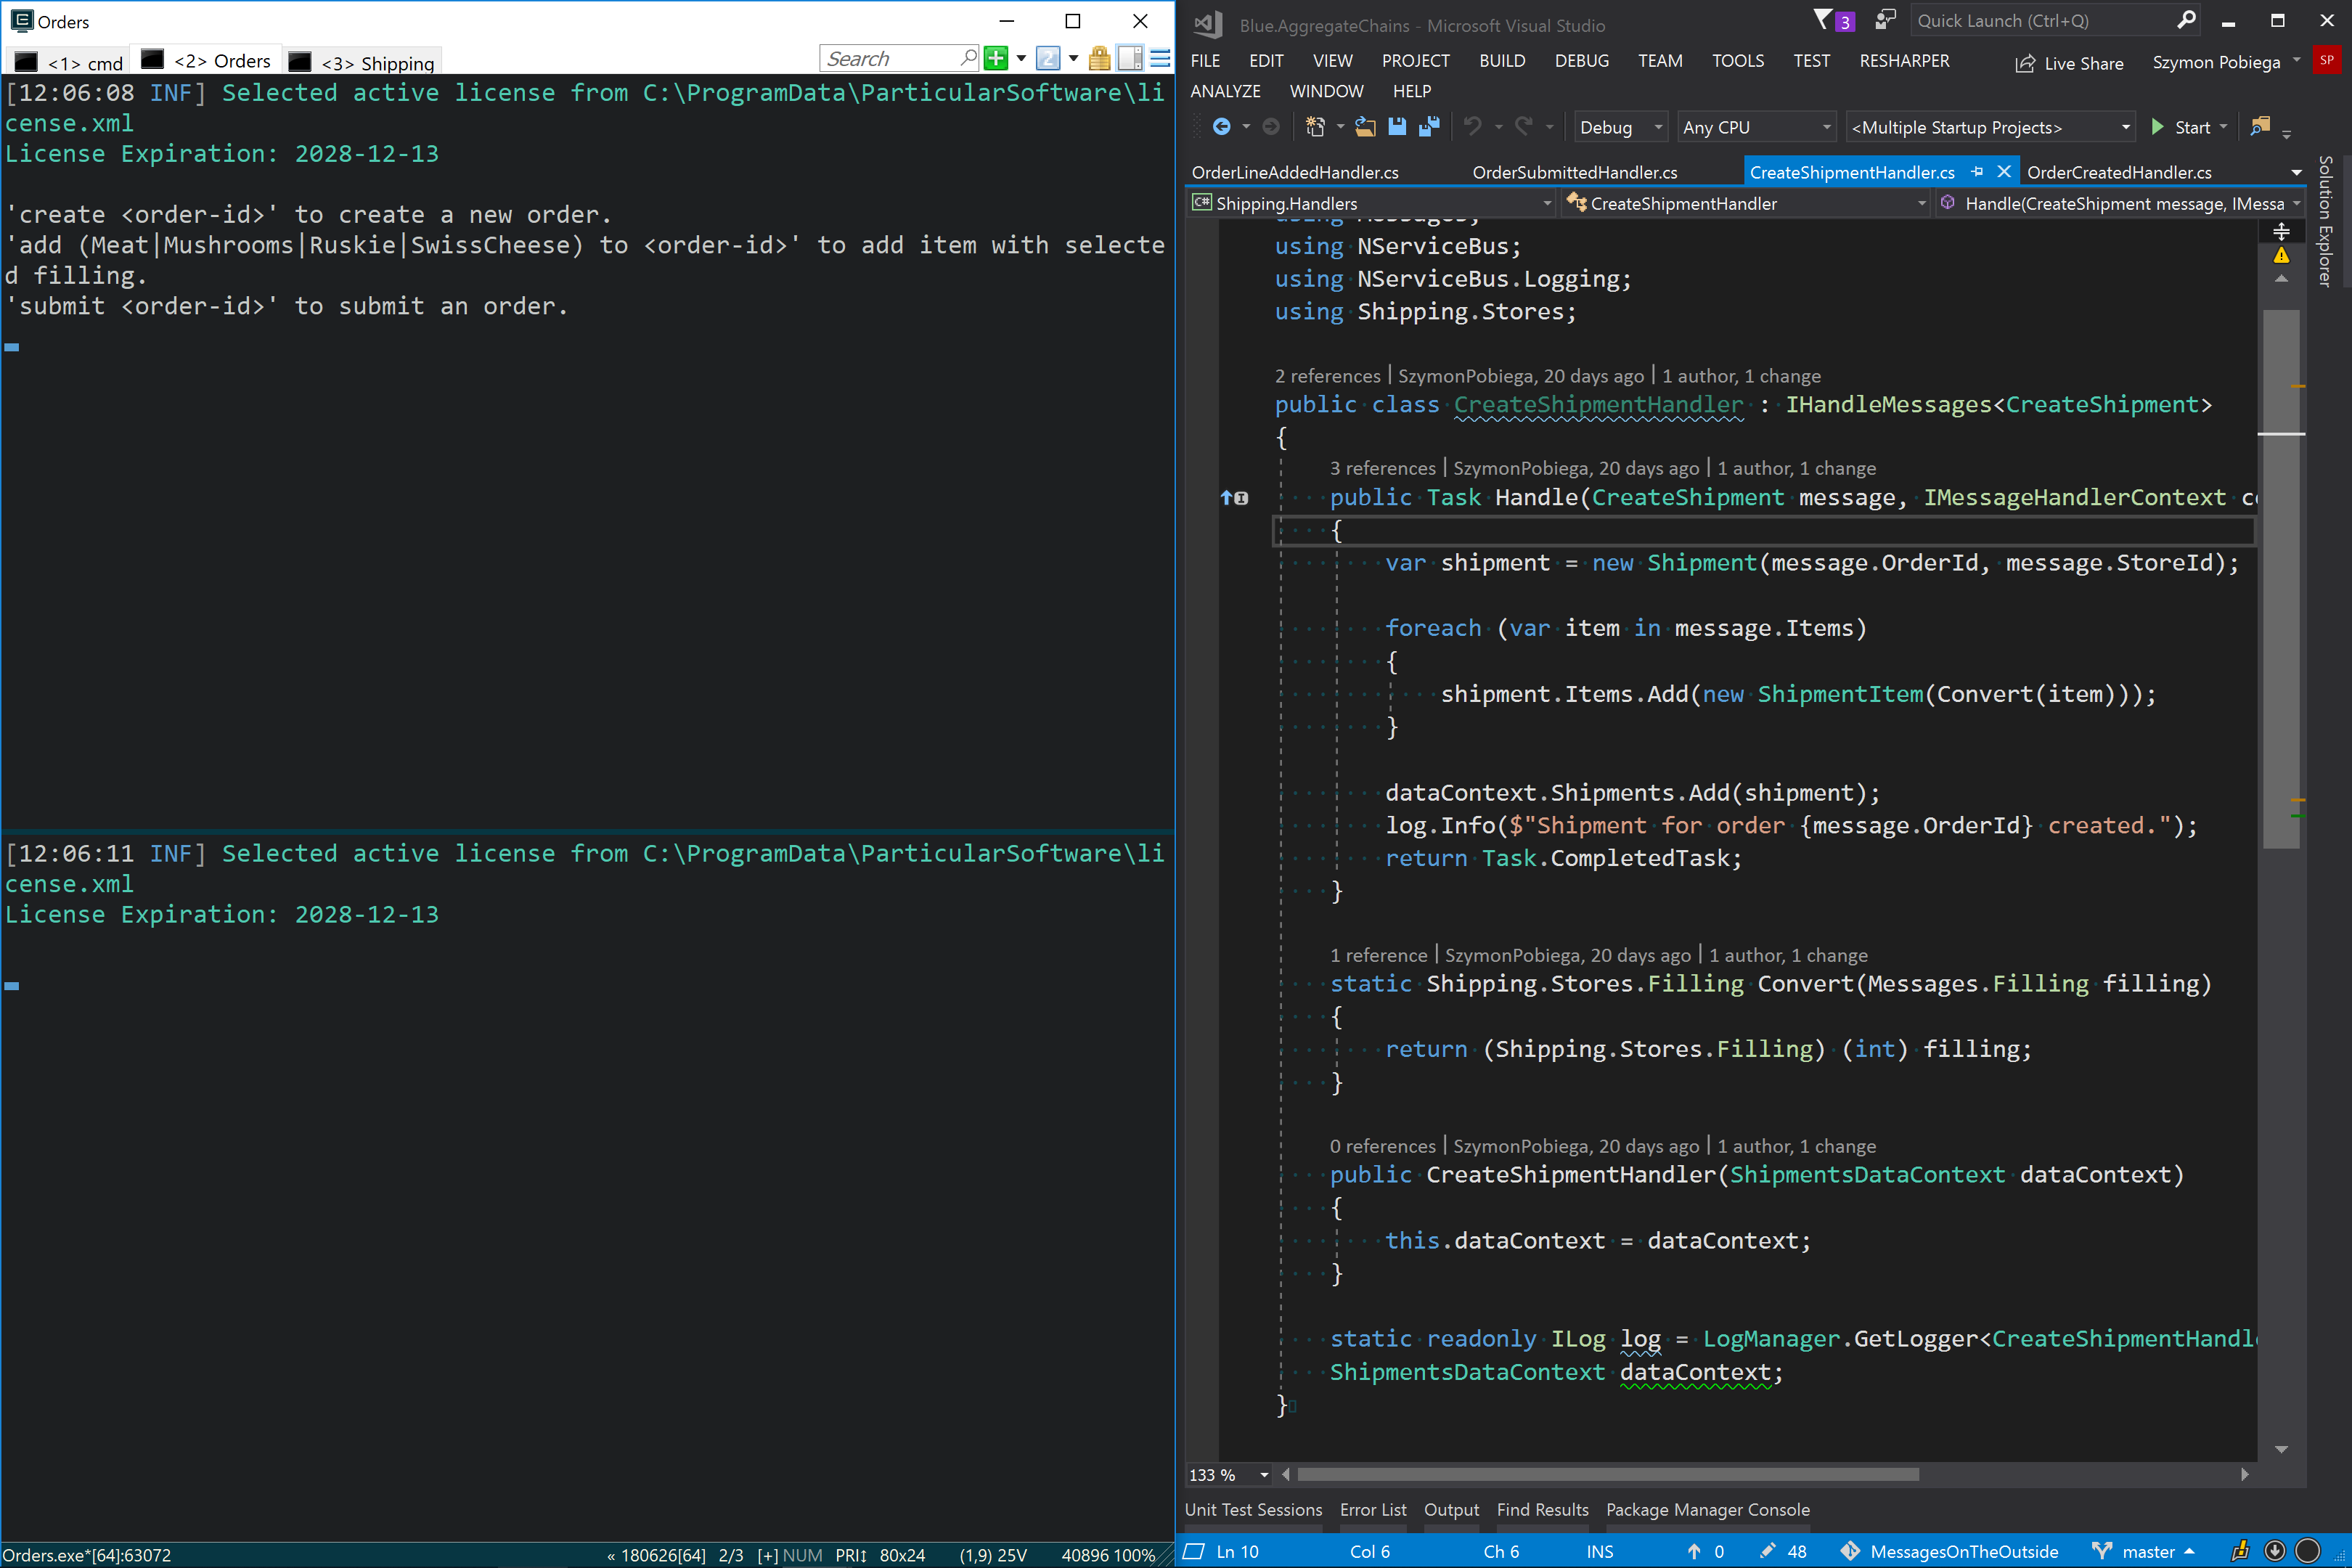 Orders
<1> cmd <2> Orders <3> Shipping Search
[12:06:08 INF] Selected active license from C:\ProgramData\ParticularSoftware\li
cense.xml
License Expiration: 2028-12-13
'create <order-id>' to create a new order.
'add (Meat|Mushrooms|Ruskie|SwissCheese) to <order-id>' to add item with selecte
d filling.
'submit <order-id>' to submit an order.
[12:06:11 INF] Selected active license from C:\ProgramData\ParticularSoftware\li
cense.xml
License Expiration: 2028-12-13
Orders.exe*[64]:63072 « 180626[64] 2/3 [+] NUM PRI↕ 80x24 (1,9) 25V 40896 100%
Blue.AggregateChains - Microsoft Visual Studio 3 Quick Launch (Ctrl+Q)
FILE EDIT VIEW PROJECT BUILD DEBUG TEAM TOOLS TEST RESHARPER Live Share Szymon Pobiega SP
ANALYZE WINDOW HELP
Debug Any CPU <Multiple Startup Projects> Start
OrderLineAddedHandler.cs OrderSubmittedHandler.cs CreateShipmentHandler.cs OrderCreatedHandler.cs
C# Shipping.Handlers CreateShipmentHandler Handle(CreateShipment message, IMessa
Solution Explorer
using NServiceBus;
using NServiceBus.Logging;
using Shipping.Stores;
2 references | SzymonPobiega, 20 days ago | 1 author, 1 change
public class CreateShipmentHandler : IHandleMessages<CreateShipment>
{
3 references | SzymonPobiega, 20 days ago | 1 author, 1 change
public Task Handle(CreateShipment message, IMessageHandlerContext c
{
var shipment = new Shipment(message.OrderId, message.StoreId);
foreach (var item in message.Items)
{
shipment.Items.Add(new ShipmentItem(Convert(item)));
}
dataContext.Shipments.Add(shipment);
log.Info($"Shipment for order {message.OrderId} created.");
return Task.CompletedTask;
}
1 reference | SzymonPobiega, 20 days ago | 1 author, 1 change
static Shipping.Stores.Filling Convert(Messages.Filling filling)
{
return (Shipping.Stores.Filling) (int) filling;
}
0 references | SzymonPobiega, 20 days ago | 1 author, 1 change
public CreateShipmentHandler(ShipmentsDataContext dataContext)
{
this.dataContext = dataContext;
}
static readonly ILog log = LogManager.GetLogger<CreateShipmentHandl
ShipmentsDataContext dataContext;
}
133 %
Unit Test Sessions Error List Output Find Results Package Manager Console
Ln 10 Col 6 Ch 6 INS 0 48 MessagesOnTheOutside master